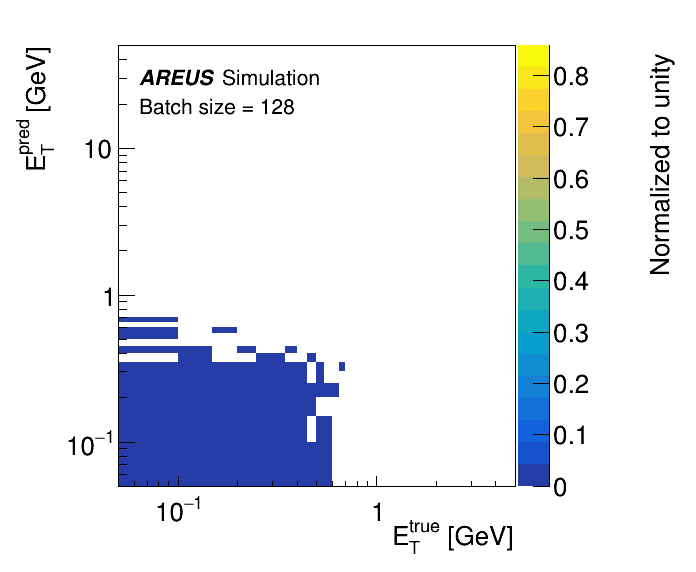 AREUS Simulation
Batch size = 128
E_T^pred [GeV]
10
1
10^−1
10^−1
1
E_T^true [GeV]
0.8
0.7
0.6
0.5
0.4
0.3
0.2
0.1
0
Normalized to unity